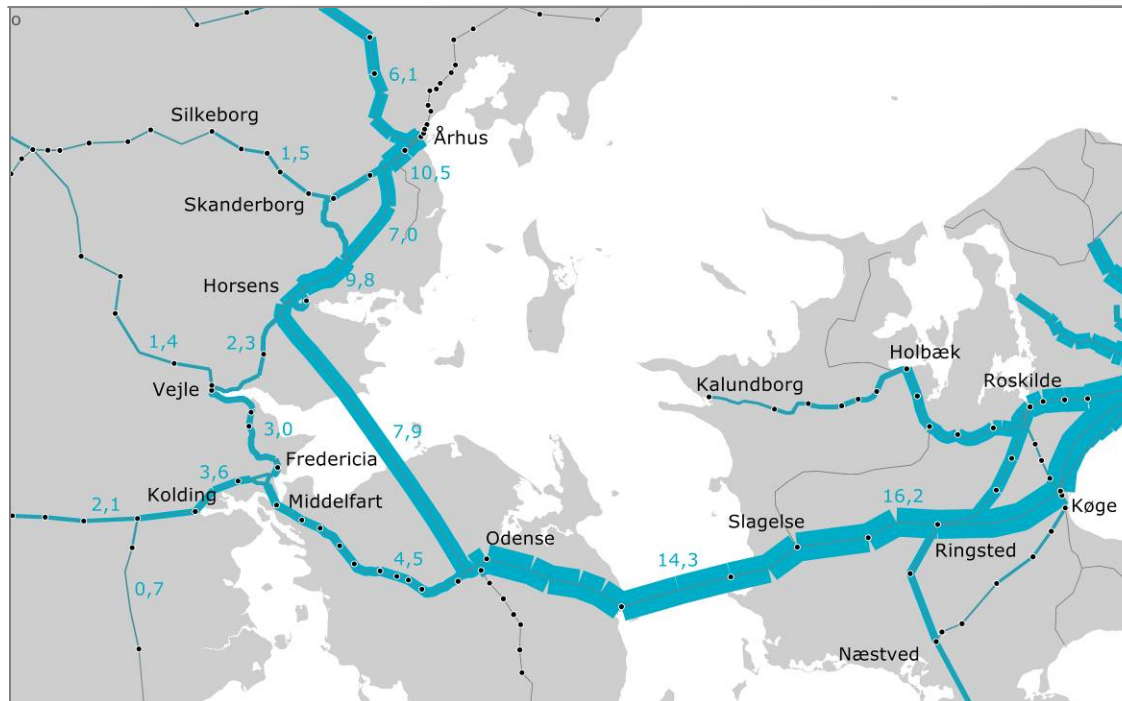 o
6,1
Silkeborg
Århus
1,5
10,5
Skanderborg
7,0
Horsens
9,8
1,4
2,3
Holbæk
Vejle
Kalundborg
Roskilde
3,0
7,9
Fredericia
3,6
Kolding
Middelfart
2,1
16,2
Køge
Slagelse
Odense
Ringsted
4,5
14,3
0,7
Næstved